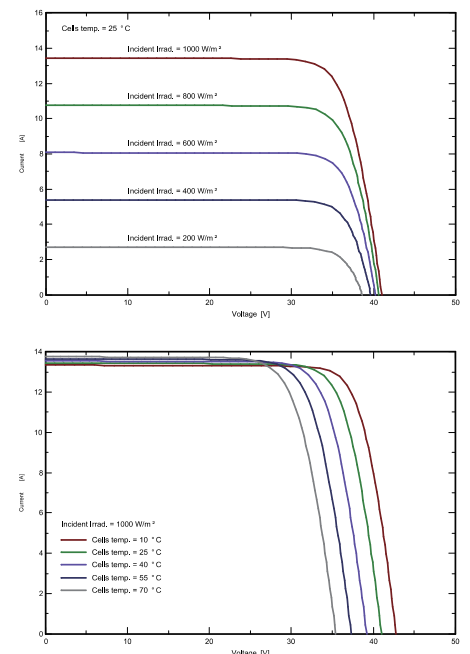 16
Cells temp. = 25 °C
14
Incident Irrad. = 1000 W/m²
12
Incident Irrad. = 800 W/m²
10
Incident Irrad. = 600 W/m²
8
Current [A]
Incident Irrad. = 400 W/m²
6
4
Incident Irrad. = 200 W/m²
2
0
0 10 20 30 40 50
Voltage [V]
14
12
10
8
Current [A]
6
Incident Irrad. = 1000 W/m²
Cells temp. = 10 °C
4
Cells temp. = 25 °C
Cells temp. = 40 °C
Cells temp. = 55 °C
2
Cells temp. = 70 °C
0
0 10 20 30 40 50
Voltage [V]